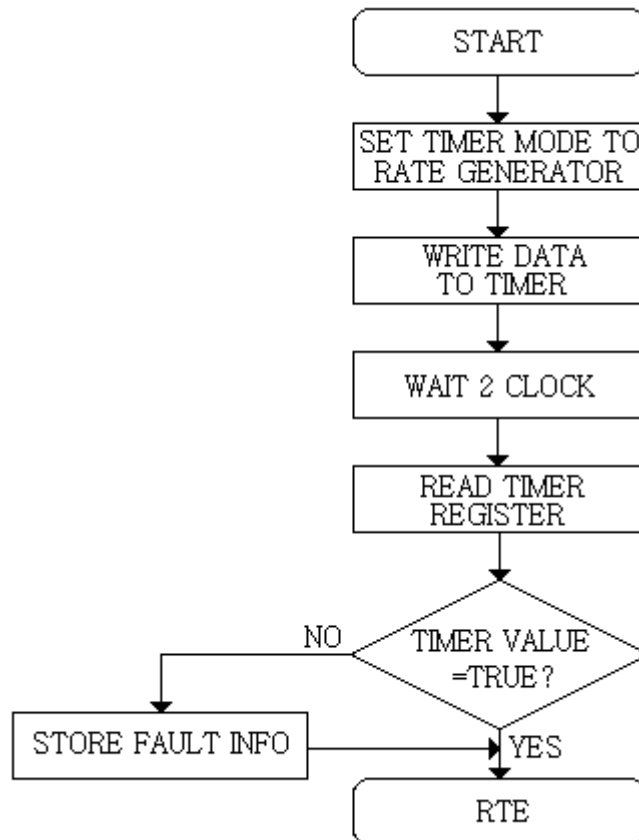 START
SET TIMER MODE TO
RATE GENERATOR
WRITE DATA
TO TIMER
WAIT 2 CLOCK
READ TIMER
REGISTER
TIMER VALUE
=TRUE?
NO
STORE FAULT INFO
YES
RTE